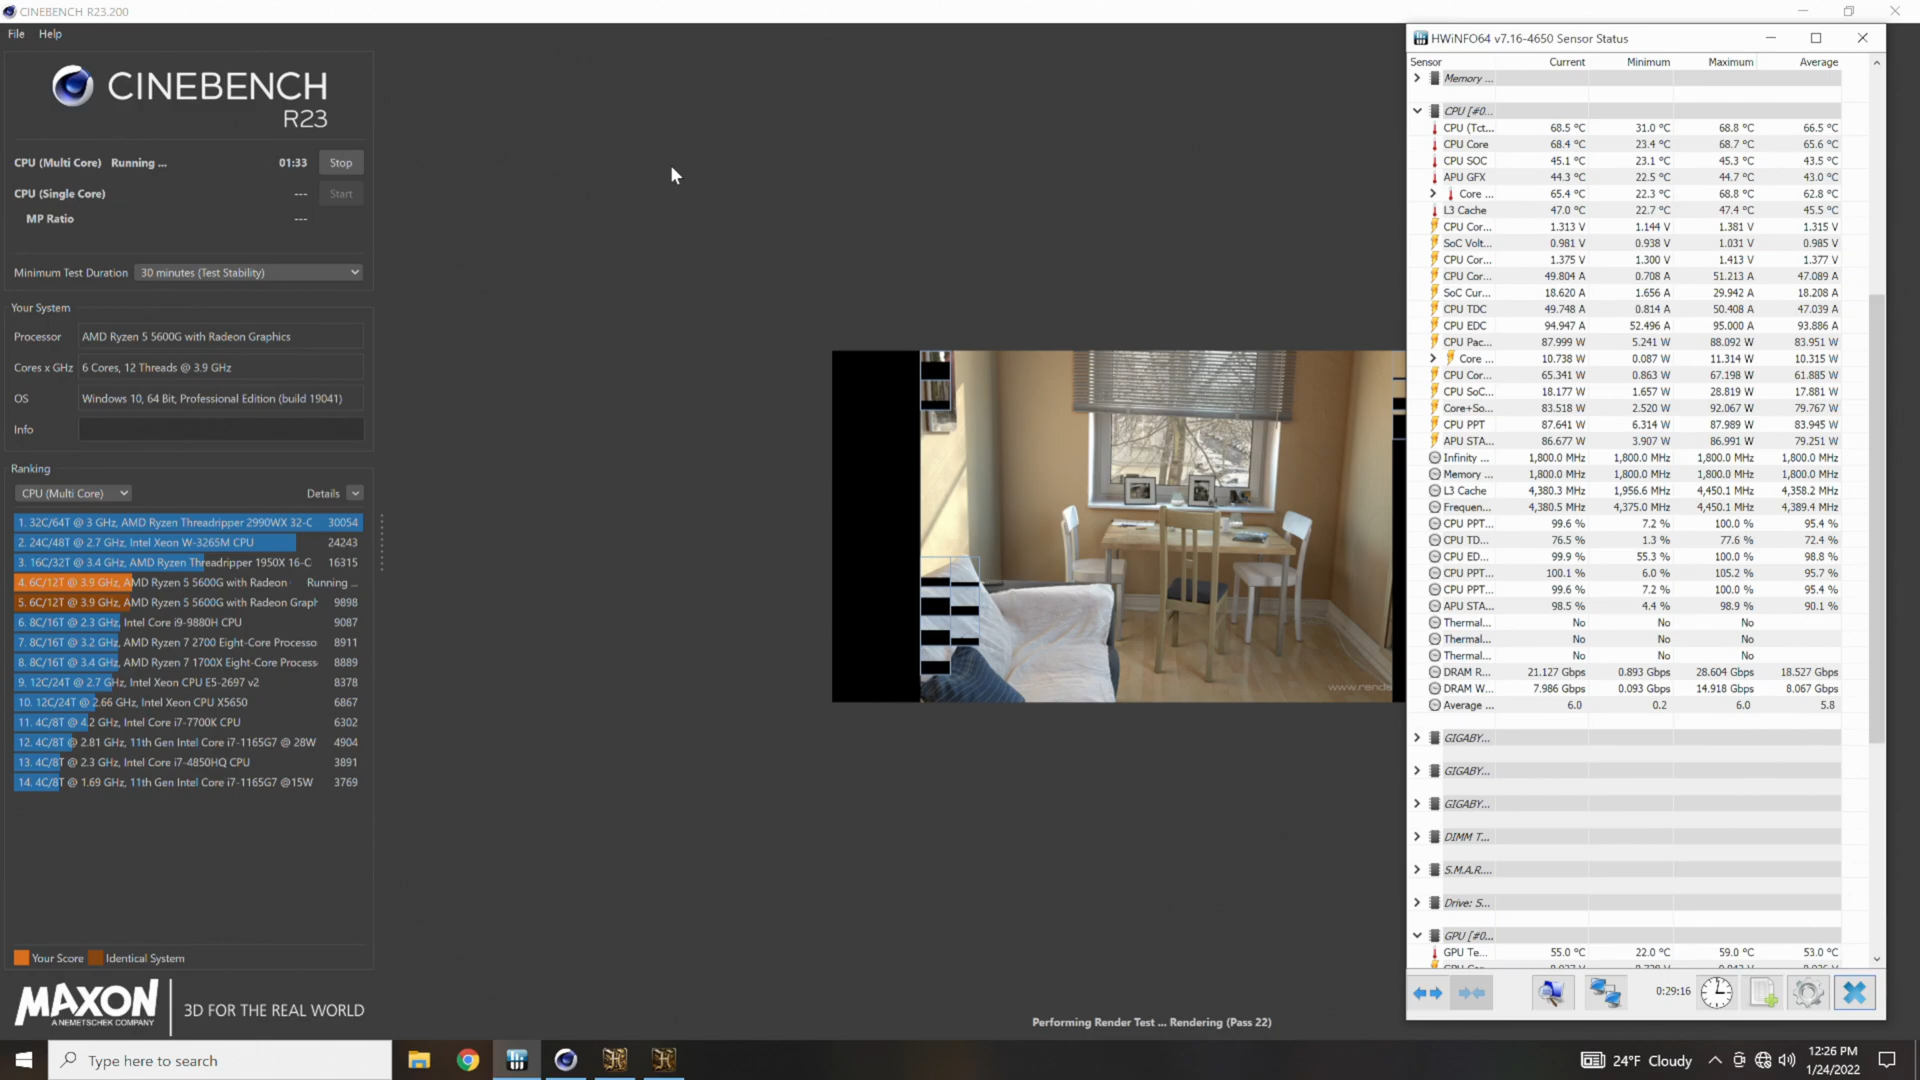 CINEBENCH R23.200
File Help
CINEBENCH
R23
CPU (Multi Core) Running ... 01:33 Stop
CPU (Single Core) --- Start
MP Ratio ---
Minimum Test Duration 30 minutes (Test Stability)
Your System
Processor AMD Ryzen 5 5600G with Radeon Graphics
Cores x GHz 6 Cores, 12 Threads @ 3.9 GHz
OS Windows 10, 64 Bit, Professional Edition (build 19041)
Info
Ranking
CPU (Multi Core) Details
1. 32C/64T @ 3 GHz, AMD Ryzen Threadripper 2990WX 32-C 30054
2. 24C/48T @ 2.7 GHz, Intel Xeon W-3265M CPU 24243
3. 16C/32T @ 3.4 GHz, AMD Ryzen Threadripper 1950X 16-C 16315
4. 6C/12T @ 3.9 GHz, AMD Ryzen 5 5600G with Radeon Running ...
5. 6C/12T @ 3.9 GHz, AMD Ryzen 5 5600G with Radeon Graph 9898
6. 8C/16T @ 2.3 GHz, Intel Core i9-9880H CPU 9087
7. 8C/16T @ 3.2 GHz, AMD Ryzen 7 2700 Eight-Core Processo 8911
8. 8C/16T @ 3.4 GHz, AMD Ryzen 7 1700X Eight-Core Process 8889
9. 12C/24T @ 2.7 GHz, Intel Xeon CPU E5-2697 v2 8378
10. 12C/24T @ 2.66 GHz, Intel Xeon CPU X5650 6867
11. 4C/8T @ 4.2 GHz, Intel Core i7-7700K CPU 6302
12. 4C/8T @ 2.81 GHz, 11th Gen Intel Core i7-1165G7 @ 28W 4904
13. 4C/8T @ 2.3 GHz, Intel Core i7-4850HQ CPU 3891
14. 4C/8T @ 1.69 GHz, 11th Gen Intel Core i7-1165G7 @15W 3769
Your Score Identical System
MAXON
A NEMETSCHEK COMPANY
3D FOR THE REAL WORLD
www.rends
Performing Render Test ... Rendering (Pass 22)
HWiNFO64 v7.16-4650 Sensor Status
Sensor Current Minimum Maximum Average
Memory ...
CPU [#0...
CPU (Tct... 68.5 °C 31.0 °C 68.8 °C 66.5 °C
CPU Core 68.4 °C 23.4 °C 68.7 °C 65.6 °C
CPU SOC 45.1 °C 23.1 °C 45.3 °C 43.5 °C
APU GFX 44.3 °C 22.5 °C 44.7 °C 43.0 °C
Core ... 65.4 °C 22.3 °C 68.8 °C 62.8 °C
L3 Cache 47.0 °C 22.7 °C 47.4 °C 45.5 °C
CPU Cor... 1.313 V 1.144 V 1.381 V 1.315 V
SoC Volt... 0.981 V 0.938 V 1.031 V 0.985 V
CPU Cor... 1.375 V 1.300 V 1.413 V 1.377 V
CPU Cor... 49.804 A 0.708 A 51.213 A 47.089 A
SoC Cur... 18.620 A 1.656 A 29.942 A 18.208 A
CPU TDC 49.748 A 0.814 A 50.408 A 47.039 A
CPU EDC 94.947 A 52.496 A 95.000 A 93.886 A
CPU Pac... 87.999 W 5.241 W 88.092 W 83.951 W
Core ... 10.738 W 0.087 W 11.314 W 10.315 W
CPU Cor... 65.341 W 0.863 W 67.198 W 61.885 W
CPU SoC... 18.177 W 1.657 W 28.819 W 17.881 W
Core+So... 83.518 W 2.520 W 92.067 W 79.767 W
CPU PPT 87.641 W 6.314 W 87.989 W 83.945 W
APU STA... 86.677 W 3.907 W 86.991 W 79.251 W
Infinity ... 1,800.0 MHz 1,800.0 MHz 1,800.0 MHz 1,800.0 MHz
Memory ... 1,800.0 MHz 1,800.0 MHz 1,800.0 MHz 1,800.0 MHz
L3 Cache 4,380.3 MHz 1,956.6 MHz 4,450.1 MHz 4,358.2 MHz
Frequen... 4,380.5 MHz 4,375.0 MHz 4,450.1 MHz 4,389.4 MHz
CPU PPT... 99.6 % 7.2 % 100.0 % 95.4 %
CPU TD... 76.5 % 1.3 % 77.6 % 72.4 %
CPU ED... 99.9 % 55.3 % 100.0 % 98.8 %
CPU PPT... 100.1 % 6.0 % 105.2 % 95.7 %
CPU PPT... 99.6 % 7.2 % 100.0 % 95.4 %
APU STA... 98.5 % 4.4 % 98.9 % 90.1 %
Thermal... No No No
Thermal... No No No
Thermal... No No No
DRAM R... 21.127 Gbps 0.893 Gbps 28.604 Gbps 18.527 Gbps
DRAM W... 7.986 Gbps 0.093 Gbps 14.918 Gbps 8.067 Gbps
Average ... 6.0 0.2 6.0 5.8
GIGABY...
GIGABY...
GIGABY...
DIMM T...
S.M.A.R....
Drive: S...
GPU [#0...
GPU Te... 55.0 °C 22.0 °C 59.0 °C 53.0 °C
0:29:16
Type here to search
24°F Cloudy
12:26 PM
1/24/2022